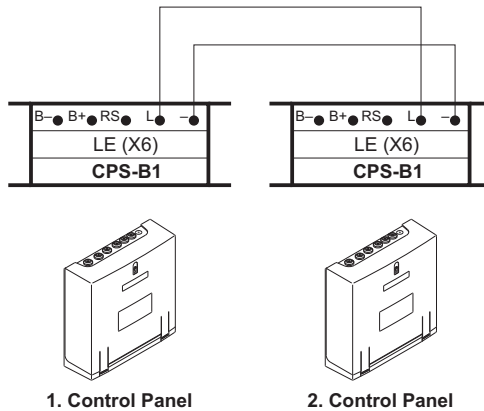 B– B+ RS L –
LE (X6)
CPS-B1
B– B+ RS L –
LE (X6)
CPS-B1
1. Control Panel
2. Control Panel